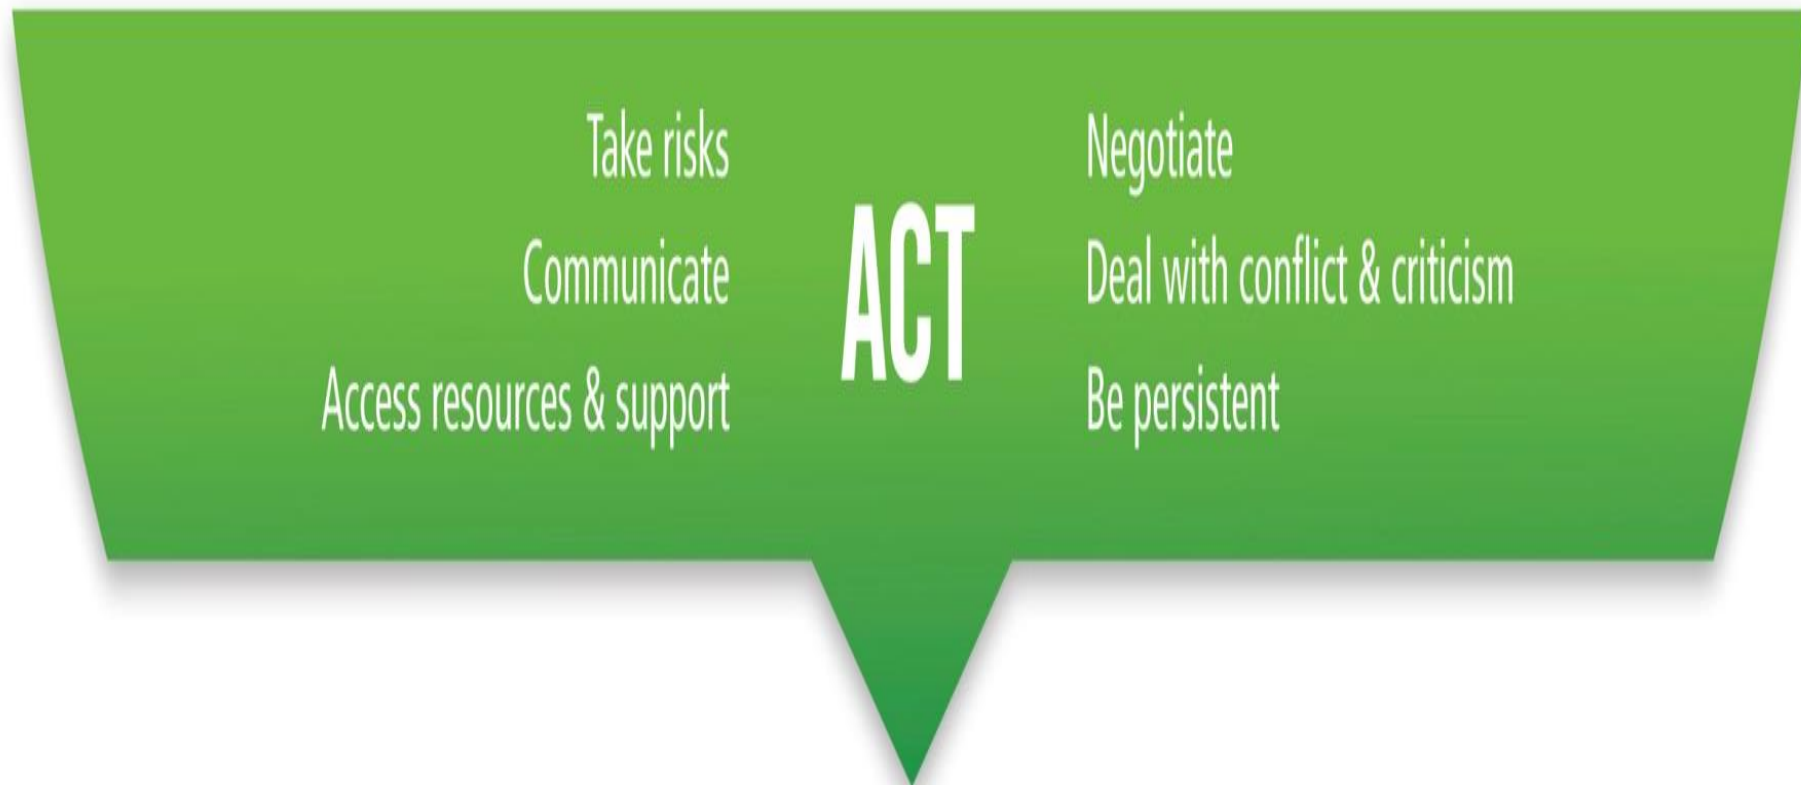 Take risks
Communicate
Access resources & support
ACT
Negotiate
Deal with conflict & criticism
Be persistent